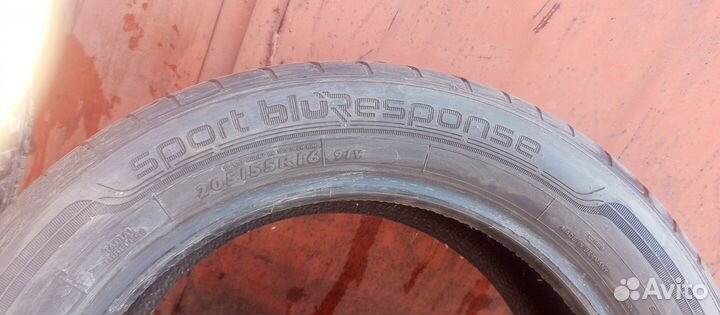 sport bluResponse
205/55R16 91V
Avito